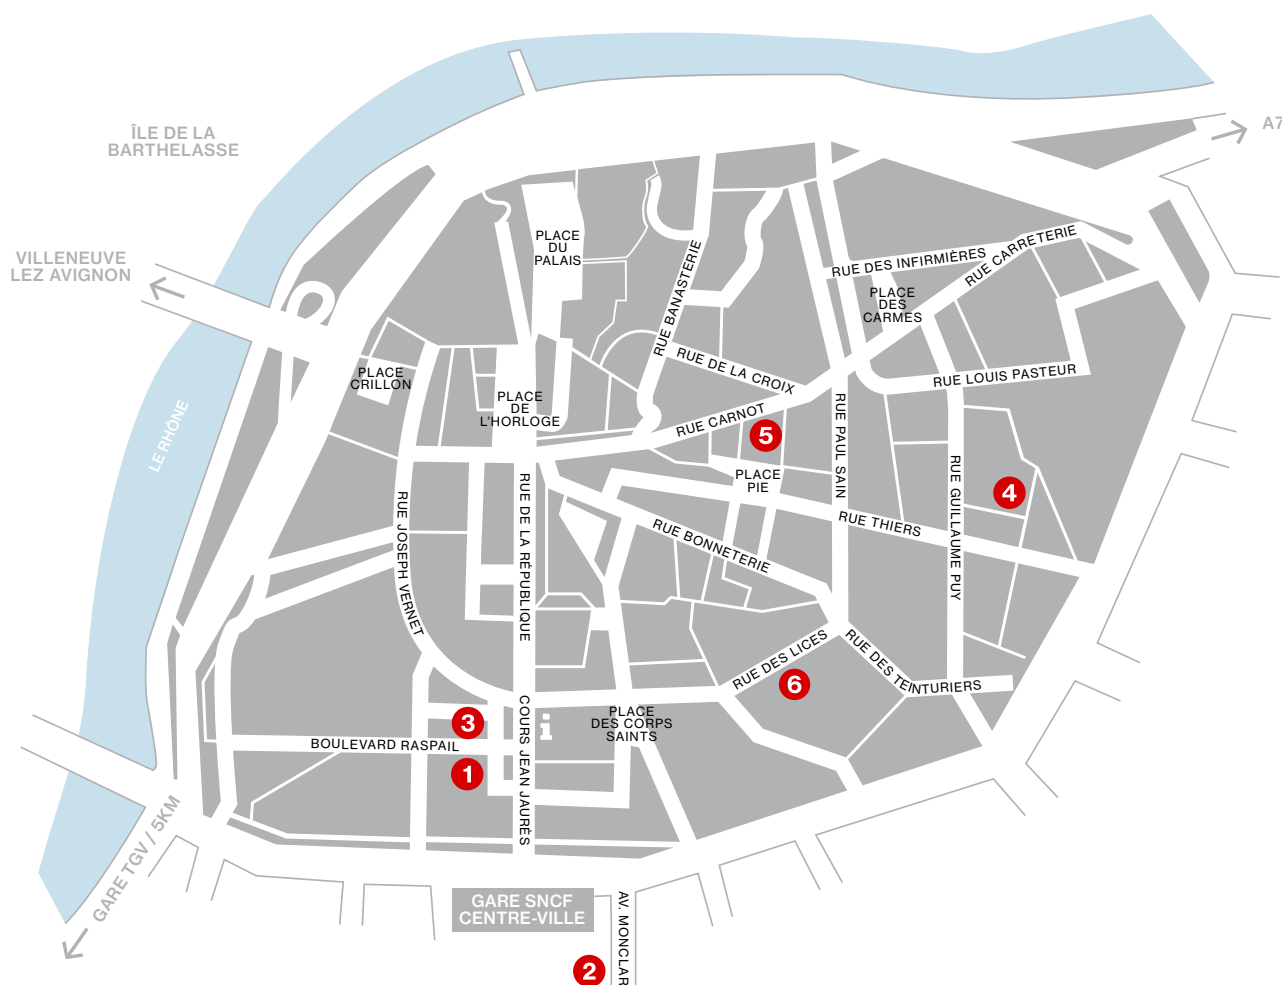 A7
ÎLE DE LA
BARTHELASSE
VILLENEUVE
LEZ AVIGNON
PLACE
DU
PALAIS
RUE BANASTERIE
RUE DES INFIRMIÈRES
RUE CARRETERIE
PLACE
DES
CARMES
PLACE
CRILLON
RUE DE LA CROIX
RUE LOUIS PASTEUR
PLACE
DE
L'HORLOGE
RUE CARNOT
5
LE RHÔNE
RUE PAUL SAIN
PLACE
PIE
4
RUE JOSEPH VERNET
RUE DE LA RÉPUBLIQUE
RUE BONNETERIE
RUE THIERS
RUE GUILLAUME PUY
RUE DES LICES
RUE DES TEINTURIERS
6
3
COURS JEAN JAURÈS
i
PLACE
DES CORPS
SAINTS
BOULEVARD RASPAIL
1
GARE TGV / 5KM
GARE SNCF
CENTRE-VILLE
AV. MONCLAR
2